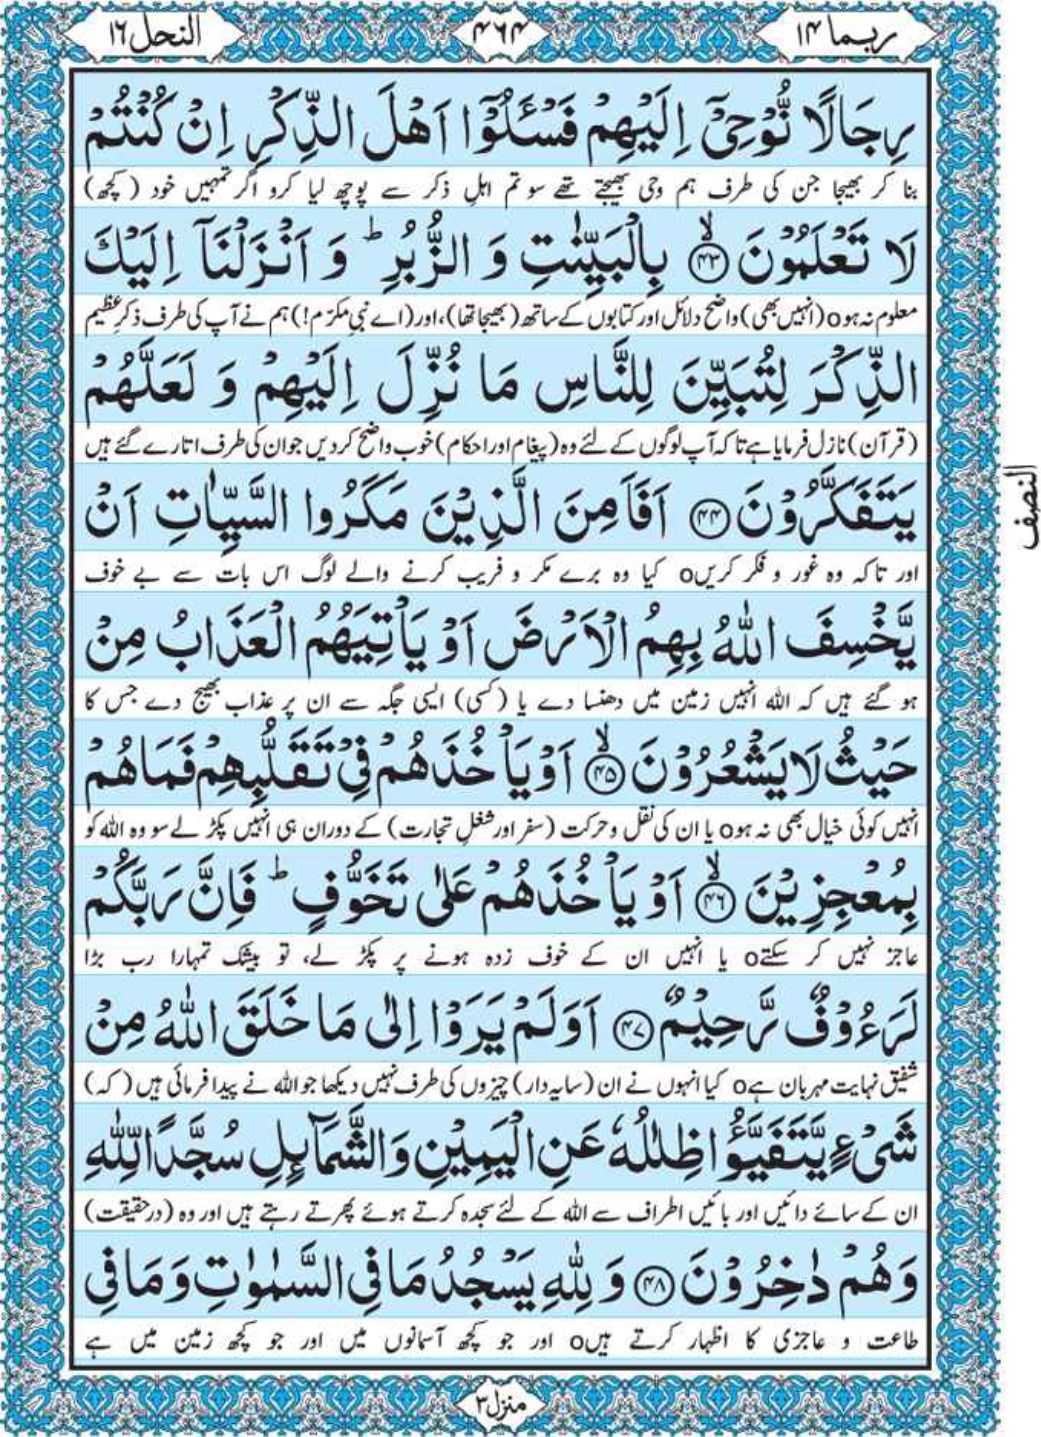 ربما ۱۴
۴۶۴
النحل ۱۶
رِجَالًا نُّوْحِیْۤ اِلَیْهِمْ فَسْـَٔلُوْۤا اَهْلَ الذِّكْرِ اِنْ كُنْتُمْ
بنا کر بھیجا جن کی طرف ہم وحی بھیجتے تھے سو تم اہلِ ذکر سے پوچھ لیا کرو اگر تمہیں خود (کچھ)
لَا تَعْلَمُوْنَ ﴿۴۳﴾ۙ بِالْبَیِّنٰتِ وَ الزُّبُرِ ؕ وَ اَنْزَلْنَاۤ اِلَیْكَ
معلوم نہ ہوo (انہیں بھی) واضح دلائل اور کتابوں کے ساتھ (بھیجا تھا)، اور (اے نبیِ مکرّم!) ہم نے آپ کی طرف ذکرِ عظیم
الذِّكْرَ لِتُبَیِّنَ لِلنَّاسِ مَا نُزِّلَ اِلَیْهِمْ وَ لَعَلَّهُمْ
(قرآن) نازل فرمایا ہے تاکہ آپ لوگوں کے لئے وہ (پیغام اور احکام) خوب واضح کر دیں جو ان کی طرف اتارے گئے ہیں
یَتَفَكَّرُوْنَ ﴿۴۴﴾ اَفَاَمِنَ الَّذِیْنَ مَكَرُوا السَّیِّاٰتِ اَنْ
النصف
اور تاکہ وہ غور و فکر کریںo کیا وہ برے مکر و فریب کرنے والے لوگ اس بات سے بے خوف
یَّخْسِفَ اللّٰهُ بِهِمُ الْاَرْضَ اَوْ یَاْتِیَهُمُ الْعَذَابُ مِنْ
ہو گئے ہیں کہ اللہ انہیں زمین میں دھنسا دے یا (کسی) ایسی جگہ سے ان پر عذاب بھیج دے جس کا
حَیْثُ لَا یَشْعُرُوْنَ ﴿۴۵﴾ۙ اَوْ یَاْخُذَهُمْ فِیْ تَقَلُّبِهِمْ فَمَا هُمْ
انہیں کوئی خیال بھی نہ ہوo یا ان کی نقل و حرکت (سفر اور شغلِ تجارت) کے دوران ہی انہیں پکڑ لے سو وہ اللہ کو
بِمُعْجِزِیْنَ ﴿۴۶﴾ۙ اَوْ یَاْخُذَهُمْ عَلٰی تَخَوُّفٍ ؕ فَاِنَّ رَبَّكُمْ
عاجز نہیں کر سکتےo یا انہیں ان کے خوف زدہ ہونے پر پکڑ لے، تو بیشک تمہارا رب بڑا
لَرَءُوْفٌ رَّحِیْمٌ ﴿۴۷﴾ اَوَلَمْ یَرَوْا اِلٰی مَا خَلَقَ اللّٰهُ مِنْ
شفیق نہایت مہربان ہےo کیا انہوں نے ان (سایہ دار) چیزوں کی طرف نہیں دیکھا جو اللہ نے پیدا فرمائی ہیں (کہ)
شَیْءٍ یَّتَفَیَّؤُا ظِلٰلُهٗ عَنِ الْیَمِیْنِ وَالشَّمَآىِٕلِ سُجَّدًا لِّلّٰهِ
ان کے سائے دائیں اور بائیں اطراف سے اللہ کے لئے سجدہ کرتے ہوئے پھرتے رہتے ہیں اور وہ (درحقیقت)
وَهُمْ دٰخِرُوْنَ ﴿۴۸﴾ وَ لِلّٰهِ یَسْجُدُ مَا فِی السَّمٰوٰتِ وَمَا فِی
طاعت و عاجزی کا اظہار کرتے ہیںo اور جو کچھ آسمانوں میں اور جو کچھ زمین میں ہے
منزل ۳